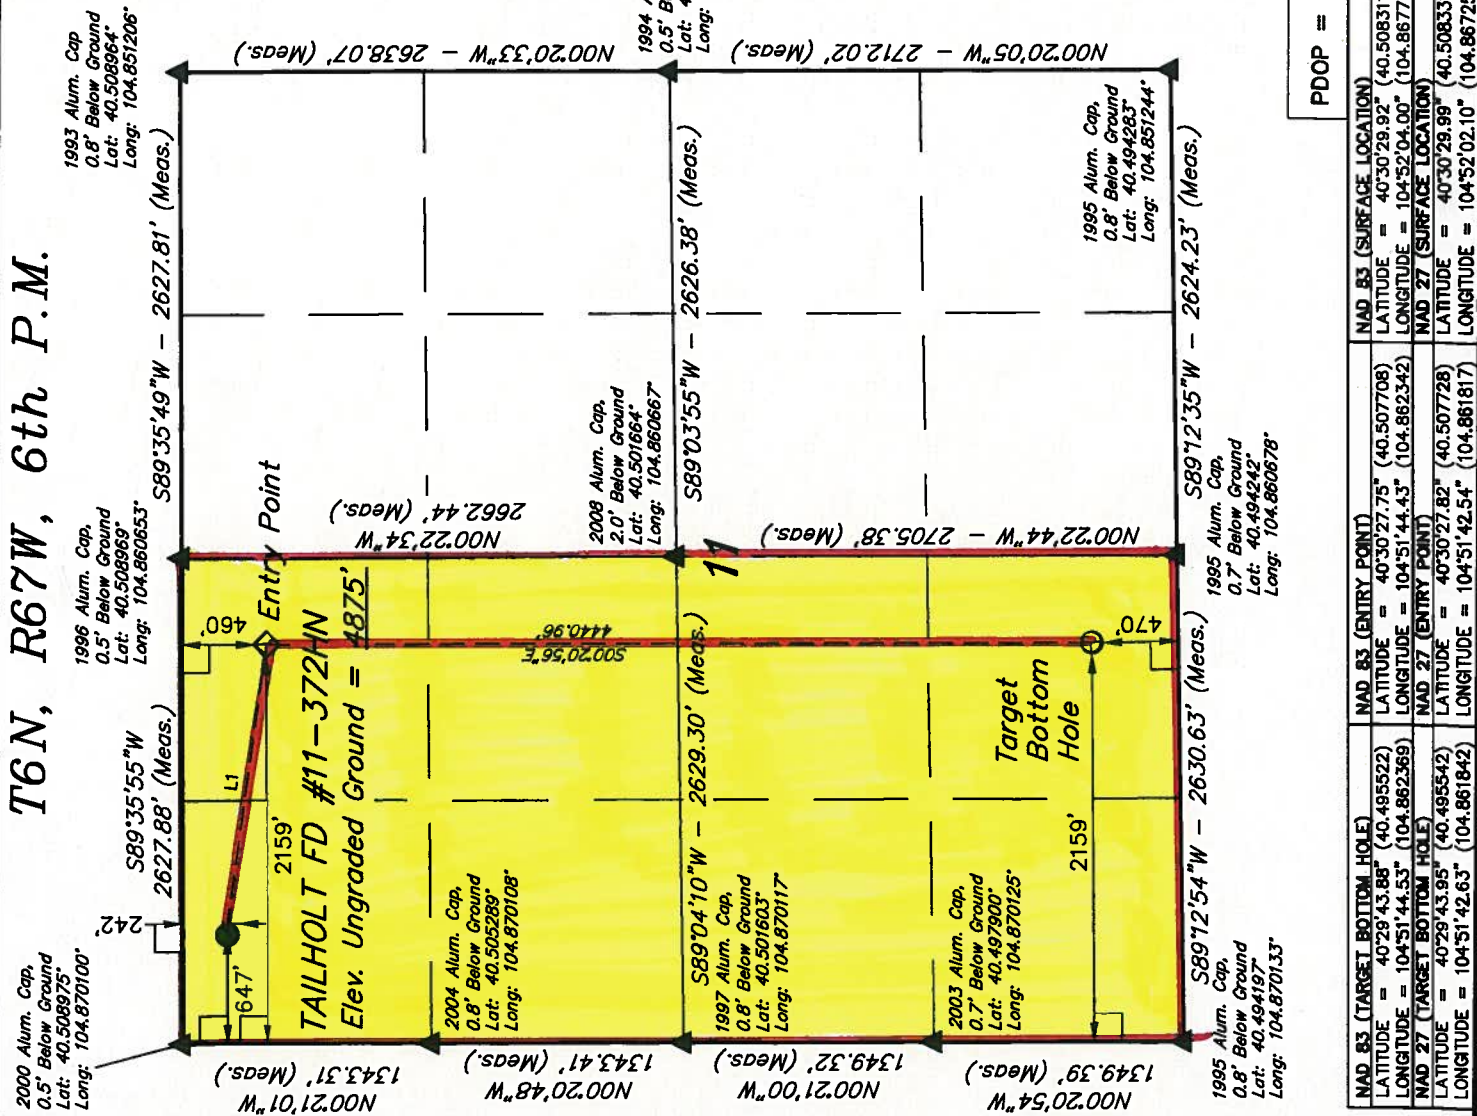 T6N, R67W, 6th P.M.
2000 Alum. Cap,
0.5' Below Ground
Lat: 40.508975°
Long: 104.870100°
S89°35'55"W
2627.88' (Meas.)
1996 Alum. Cap,
0.5' Below Ground
Lat: 40.508969°
Long: 104.860653°
S89°35'49"W - 2627.81' (Meas.)
1993 Alum. Cap
0.8' Below Ground
Lat: 40.508964°
Long: 104.851206°
242'
647'
L1
460'
Entry Point
2159'
TAILHOLT FD #11-372HN
Elev. Ungraded Ground = 4875'
N00°21'01"W
1343.31' (Meas.)
N00°22'34"W
2662.44' (Meas.)
N00°20'33"W - 2638.07' (Meas.)
2004 Alum. Cap,
0.8' Below Ground
Lat: 40.505289°
Long: 104.870108°
S00°20'56"E
4440.96'
2008 Alum. Cap,
2.0' Below Ground
Lat: 40.501664°
Long: 104.860667°
1994
0.5' B
Lat: 4
Long:
N00°20'48"W
1343.41' (Meas.)
S89°04'10"W - 2629.30' (Meas.)
11
S89°03'55"W - 2626.38' (Meas.)
1997 Alum. Cap,
0.8' Below Ground
Lat: 40.501603°
Long: 104.870117°
N00°21'00"W
1349.32' (Meas.)
N00°22'44"W - 2705.38' (Meas.)
N00°20'05"W - 2712.02' (Meas.)
2003 Alum. Cap,
0.7' Below Ground
Lat: 40.497900°
Long: 104.870125°
Target
Bottom
Hole
1995 Alum. Cap,
0.8' Below Ground
Lat: 40.494283°
Long: 104.851244°
2159'
470'
N00°20'54"W
1349.39' (Meas.)
S89°12'54"W - 2630.63' (Meas.)
S89°12'35"W - 2624.23' (Meas.)
1995 Alum. Cap,
0.8' Below Ground
Lat: 40.494197°
Long: 104.870133°
1995 Alum. Cap,
0.7' Below Ground
Lat: 40.494242°
Long: 104.860678°
PDOP =
NAD 83 (TARGET BOTTOM HOLE)
LATITUDE = 40°29'43.88" (40.495522)
LONGITUDE = 104°51'44.53" (104.862369)
NAD 27 (TARGET BOTTOM HOLE)
LATITUDE = 40°29'43.95" (40.495542)
LONGITUDE = 104°51'42.63" (104.861842)
NAD 83 (ENTRY POINT)
LATITUDE = 40°30'27.75" (40.507708)
LONGITUDE = 104°51'44.43" (104.862342)
NAD 27 (ENTRY POINT)
LATITUDE = 40°30'27.82" (40.507728)
LONGITUDE = 104°51'42.54" (104.861817)
NAD 83 (SURFACE LOCATION)
LATITUDE = 40°30'29.92" (40.50831
LONGITUDE = 104°52'04.00" (104.8677
NAD 27 (SURFACE LOCATION)
LATITUDE = 40°30'29.99" (40.50833
LONGITUDE = 104°52'02.10" (104.86725